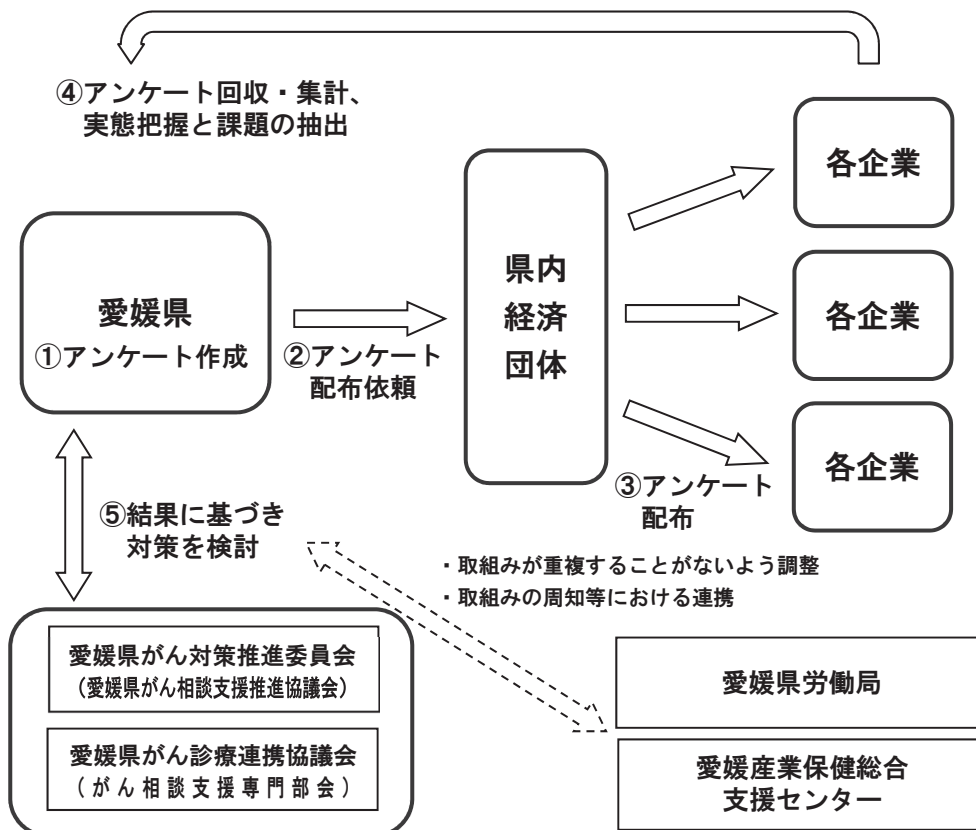 ④アンケート回収・集計、
実態把握と課題の抽出
各企業
愛媛県
①アンケート作成
②アンケート
配布依頼
県内
経済
団体
各企業
各企業
③アンケート
配布
⑤結果に基づき
対策を検討
・取組みが重複することがないよう調整
・取組みの周知等における連携
愛媛県がん対策推進委員会
（愛媛県がん相談支援推進協議会）
愛媛県がん診療連携協議会
（がん相談支援専門部会）
愛媛県労働局
愛媛産業保健総合
支援センター